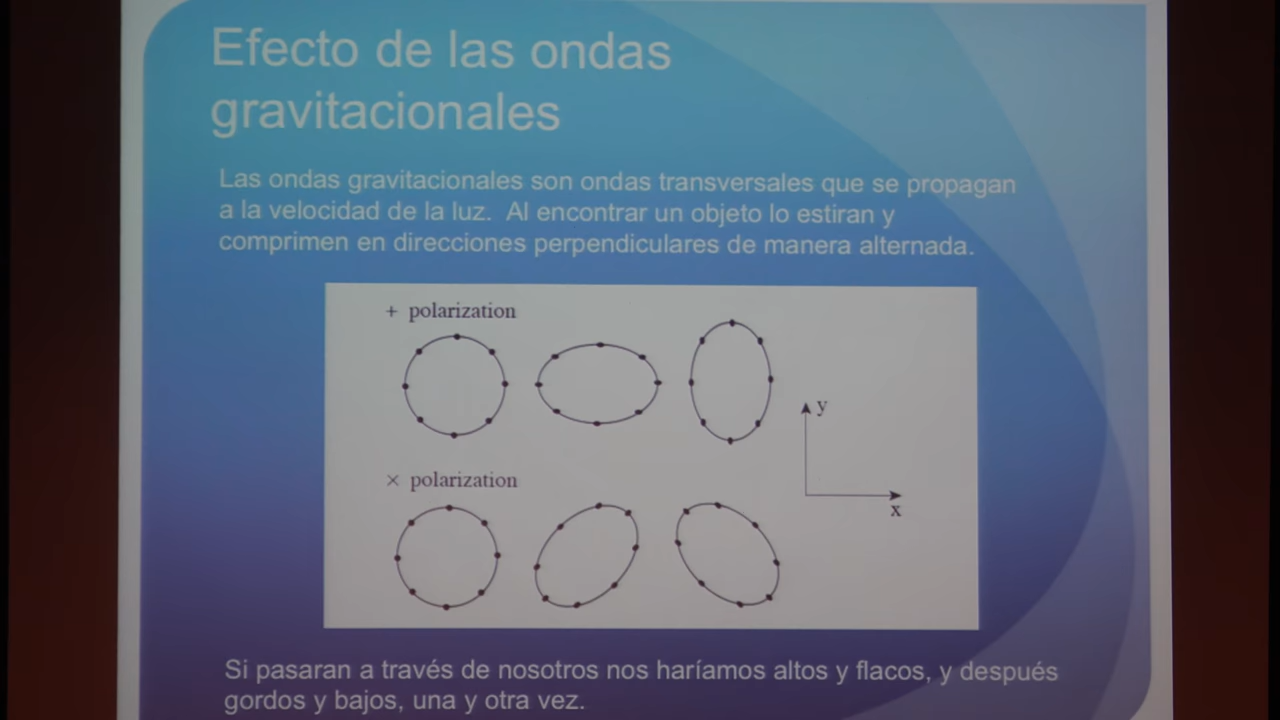 Efecto de las ondas
gravitacionales
Las ondas gravitacionales son ondas transversales que se propagan
a la velocidad de la luz. Al encontrar un objeto lo estiran y
comprimen en direcciones perpendiculares de manera alternada.
+ polarization
y
× polarization
x
Si pasaran a través de nosotros nos haríamos altos y flacos, y después
gordos y bajos, una y otra vez.